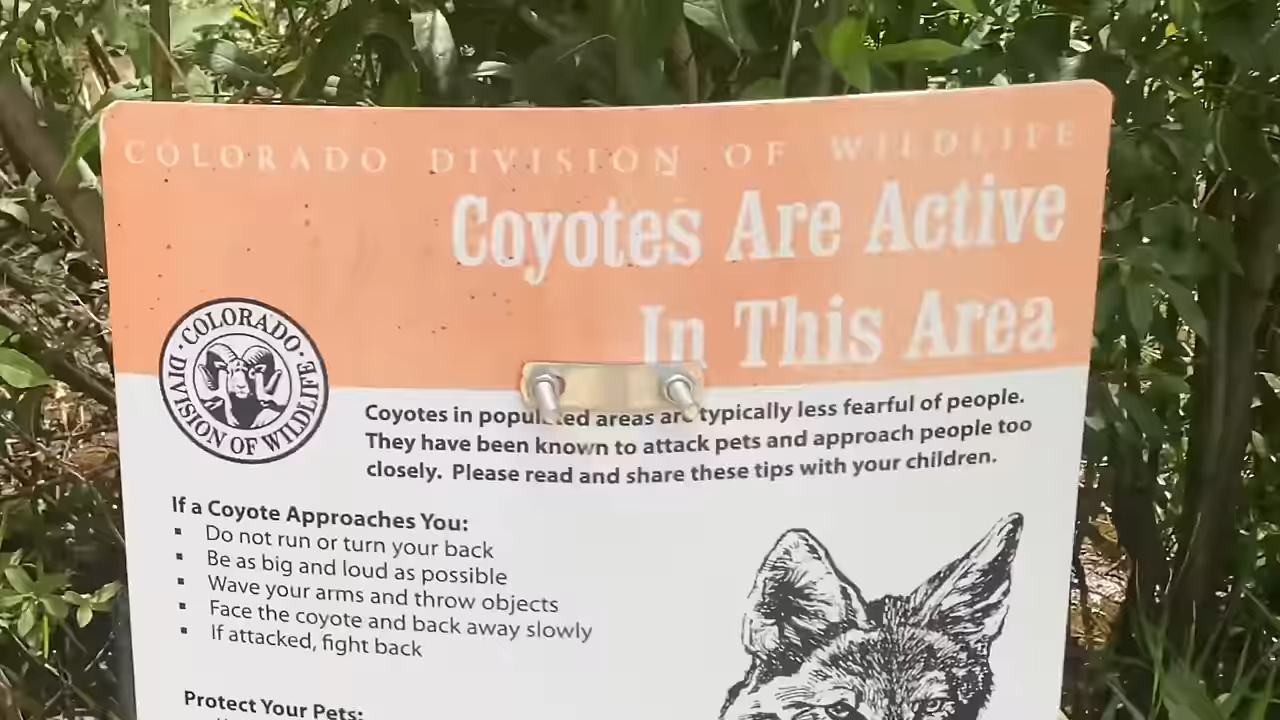 COLORADO DIVISION OF WILDLIFE
Coyotes Are Active
In This Area
COLORADO
DIVISION OF WILDLIFE
Coyotes in populated areas are typically less fearful of people.
They have been known to attack pets and approach people too
closely. Please read and share these tips with your children.
If a Coyote Approaches You:
▪ Do not run or turn your back
▪ Be as big and loud as possible
▪ Wave your arms and throw objects
▪ Face the coyote and back away slowly
▪ If attacked, fight back
Protect Your Pets: